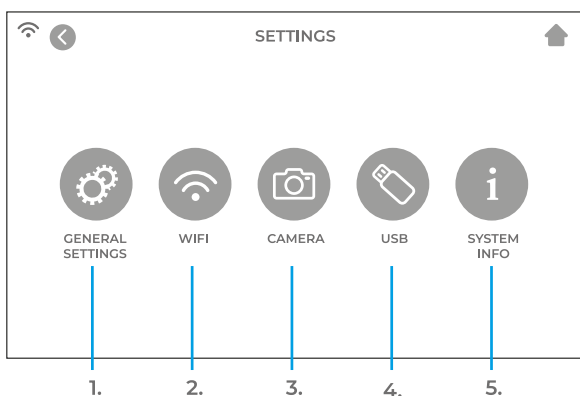 SETTINGS
GENERAL
SETTINGS
WIFI
CAMERA
USB
SYSTEM
INFO
1.
2.
3.
4.
5.